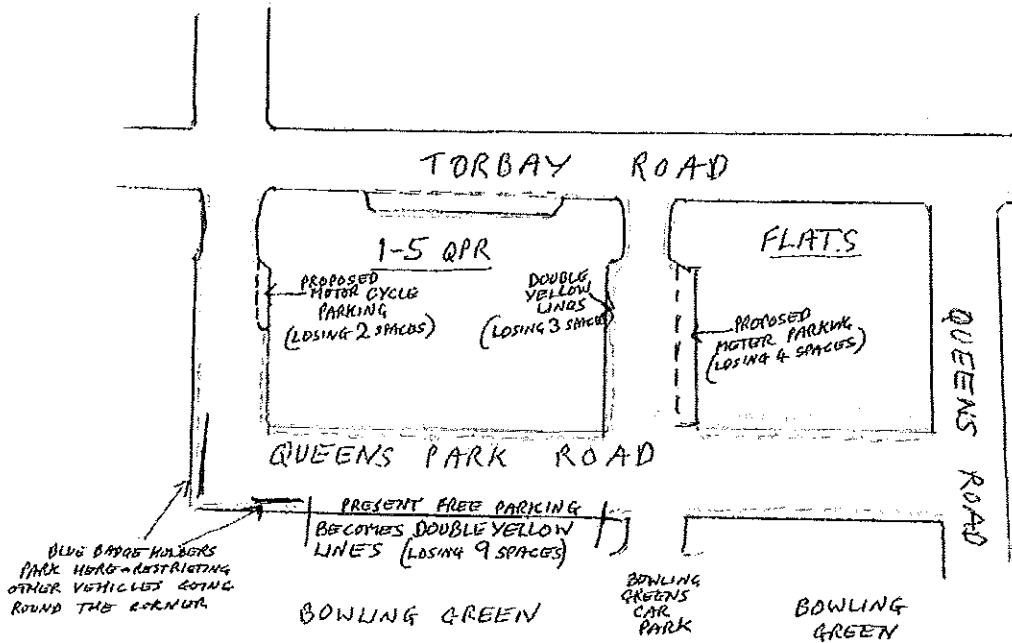 TORBAY ROAD
1-5 QPR
PROPOSED
MOTOR CYCLE
PARKING
(LOSING 2 SPACES)
DOUBLE
YELLOW
LINES
(LOSING 3 SPACES)
FLATS
PROPOSED
MOTER PARKING
(LOSING 4 SPACES)
QUEENS ROAD
QUEENS PARK ROAD
PRESENT FREE PARKING
BECOMES DOUBLE YELLOW
LINES (LOSING 9 SPACES)
BLUE BADGE HOLDERS
PARK HERE - RESTRICTING
OTHER VEHICLES GOING
ROUND THE CORNER
BOWLING GREEN
BOWLING
GREENS
CAR
PARK
BOWLING
GREEN